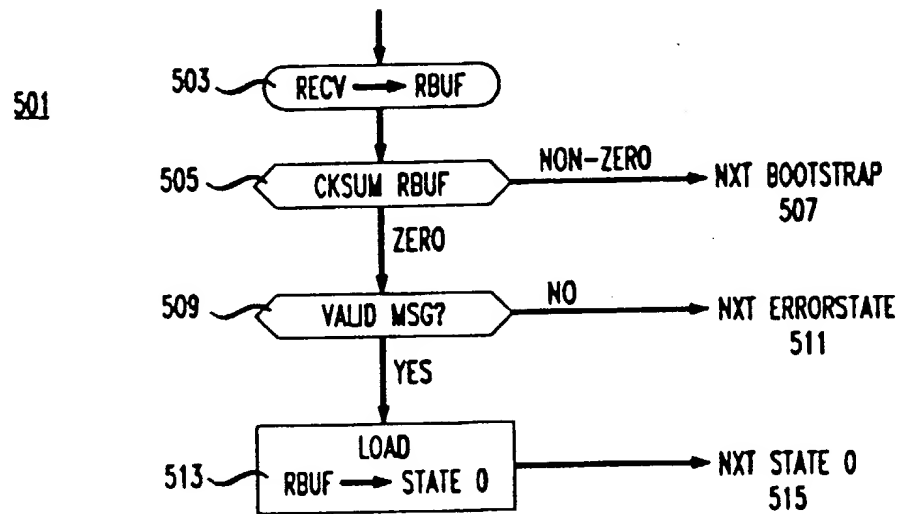 501
503
RECV → RBUF
505
CKSUM RBUF
NON-ZERO
NXT BOOTSTRAP
507
ZERO
509
VALID MSG?
NO
NXT ERRORSTATE
511
YES
513
LOAD
RBUF → STATE 0
NXT STATE 0
515